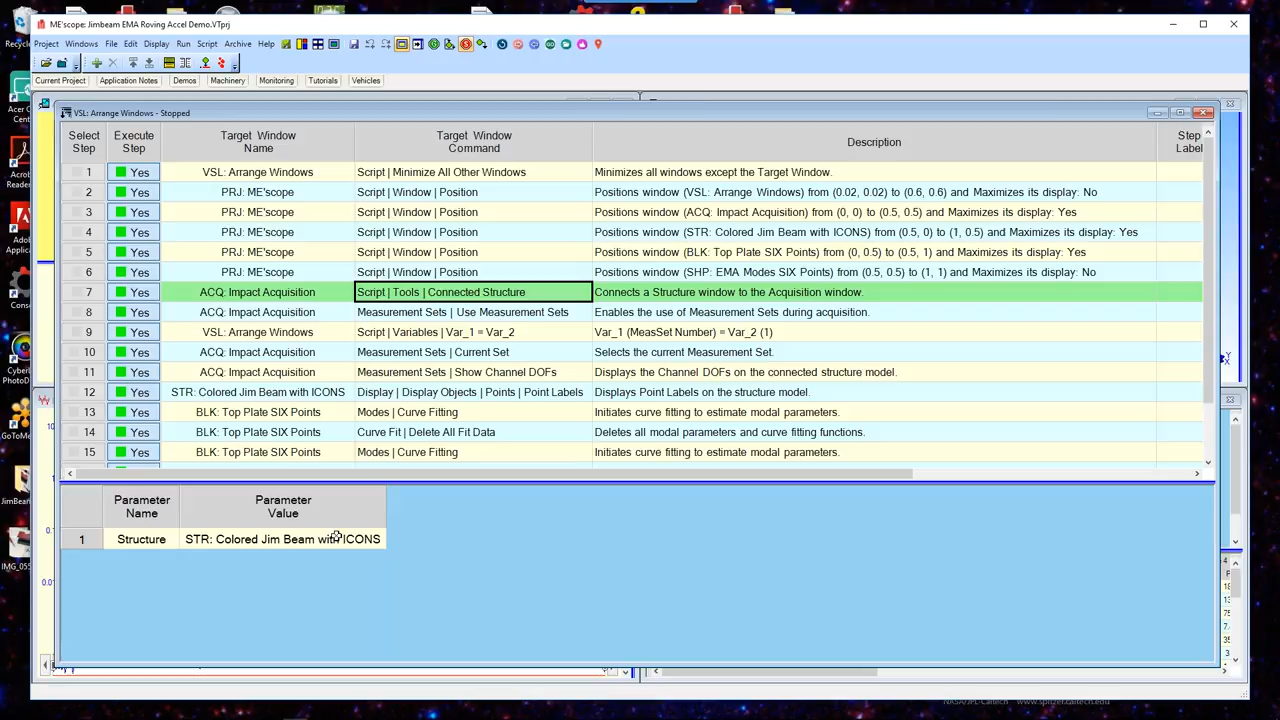 ME'scope: Jimbeam EMA Roving Accel Demo.VTprj
Project Windows File Edit Display Run Script Archive Help
Current Project Application Notes Demos Machinery Monitoring Tutorials Vehicles
VSL: Arrange Windows - Stopped
Select Step Execute Step Target Window Name Target Window Command Description Step Label
1 Yes VSL: Arrange Windows Script | Minimize All Other Windows Minimizes all windows except the Target Window.
2 Yes PRJ: ME'scope Script | Window | Position Positions window (VSL: Arrange Windows) from (0.02, 0.02) to (0.6, 0.6) and Maximizes its display: No
3 Yes PRJ: ME'scope Script | Window | Position Positions window (ACQ: Impact Acquisition) from (0, 0) to (0.5, 0.5) and Maximizes its display: Yes
4 Yes PRJ: ME'scope Script | Window | Position Positions window (STR: Colored Jim Beam with ICONS) from (0.5, 0) to (1, 0.5) and Maximizes its display: Yes
5 Yes PRJ: ME'scope Script | Window | Position Positions window (BLK: Top Plate SIX Points) from (0, 0.5) to (0.5, 1) and Maximizes its display: Yes
6 Yes PRJ: ME'scope Script | Window | Position Positions window (SHP: EMA Modes SIX Points) from (0.5, 0.5) to (1, 1) and Maximizes its display: No
7 Yes ACQ: Impact Acquisition Script | Tools | Connected Structure Connects a Structure window to the Acquisition window.
8 Yes ACQ: Impact Acquisition Measurement Sets | Use Measurement Sets Enables the use of Measurement Sets during acquisition.
9 Yes VSL: Arrange Windows Script | Variables | Var_1 = Var_2 Var_1 (MeasSet Number) = Var_2 (1)
10 Yes ACQ: Impact Acquisition Measurement Sets | Current Set Selects the current Measurement Set.
11 Yes ACQ: Impact Acquisition Measurement Sets | Show Channel DOFs Displays the Channel DOFs on the connected structure model.
12 Yes STR: Colored Jim Beam with ICONS Display | Display Objects | Points | Point Labels Displays Point Labels on the structure model.
13 Yes BLK: Top Plate SIX Points Modes | Curve Fitting Initiates curve fitting to estimate modal parameters.
14 Yes BLK: Top Plate SIX Points Curve Fit | Delete All Fit Data Deletes all modal parameters and curve fitting functions.
15 Yes BLK: Top Plate SIX Points Modes | Curve Fitting Initiates curve fitting to estimate modal parameters.
Parameter Name Parameter Value
1 Structure STR: Colored Jim Beam with ICONS
NASA/JPL-Caltech www.spitzer.caltech.edu